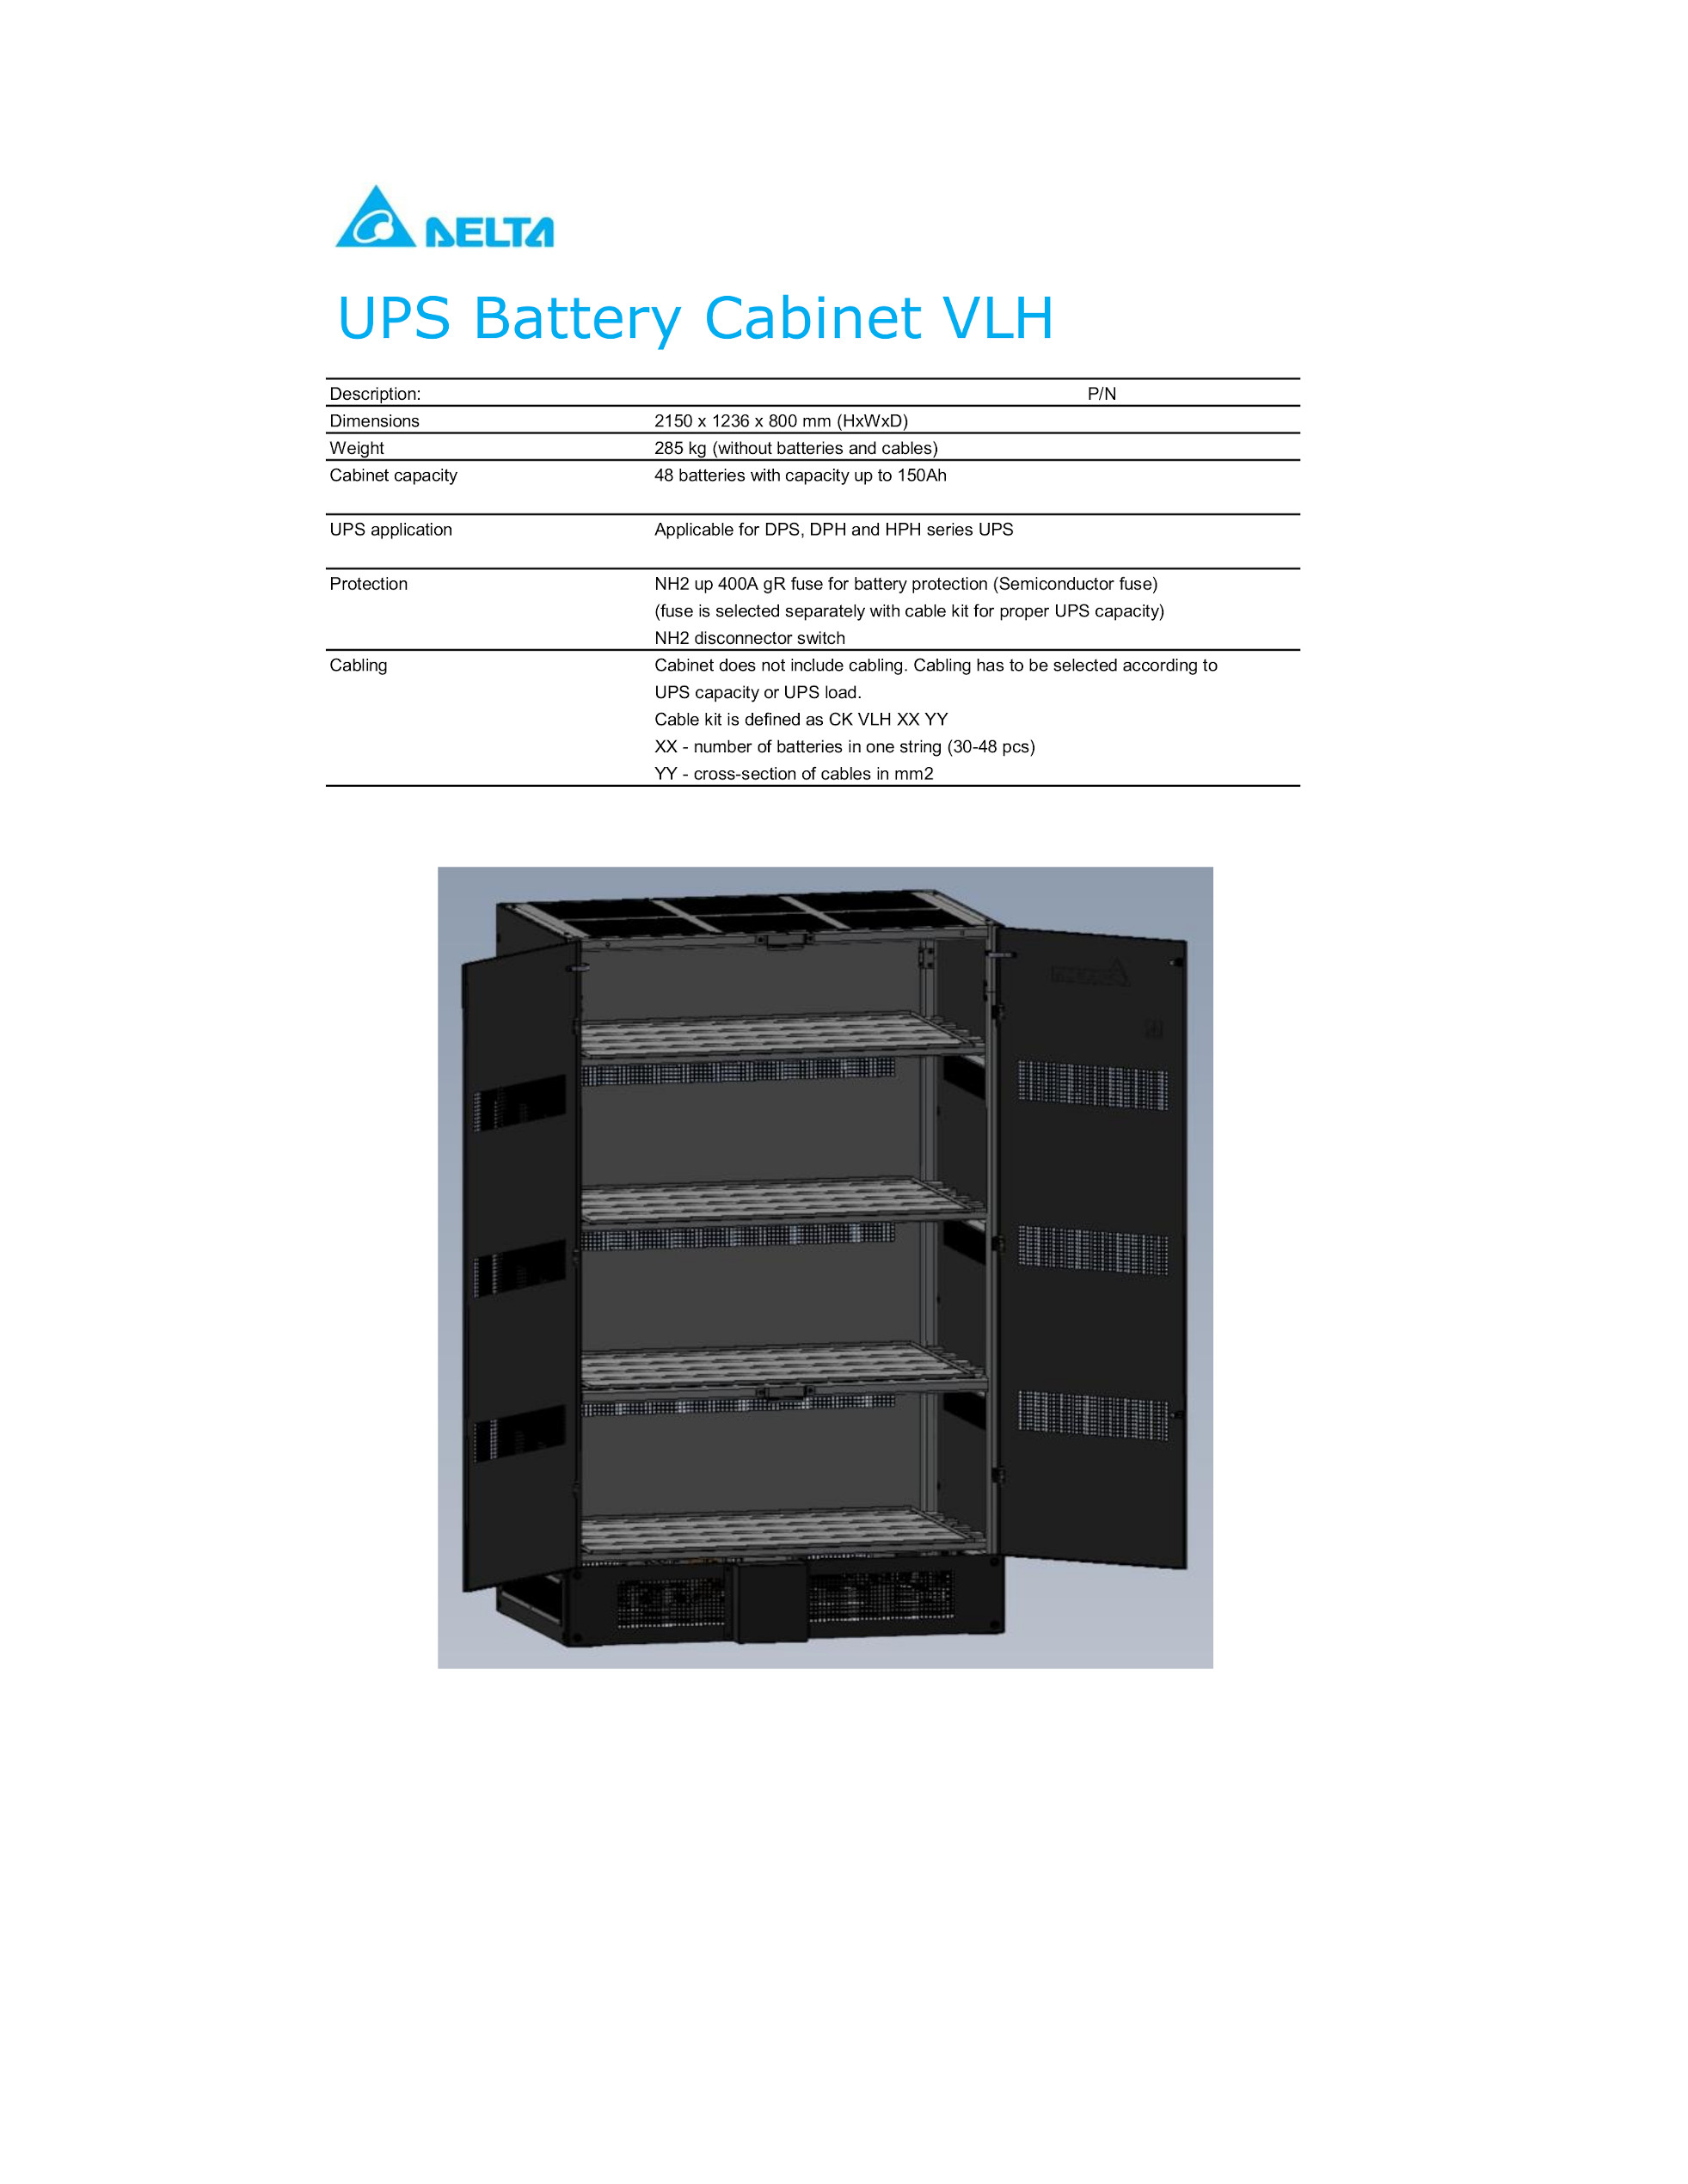 DELTA
UPS Battery Cabinet VLH
Description: P/N
Dimensions 2150 x 1236 x 800 mm (HxWxD)
Weight 285 kg (without batteries and cables)
Cabinet capacity 48 batteries with capacity up to 150Ah
UPS application Applicable for DPS, DPH and HPH series UPS
Protection NH2 up 400A gR fuse for battery protection (Semiconductor fuse)
(fuse is selected separately with cable kit for proper UPS capacity)
NH2 disconnector switch
Cabling Cabinet does not include cabling. Cabling has to be selected according to
UPS capacity or UPS load.
Cable kit is defined as CK VLH XX YY
XX - number of batteries in one string (30-48 pcs)
YY - cross-section of cables in mm2